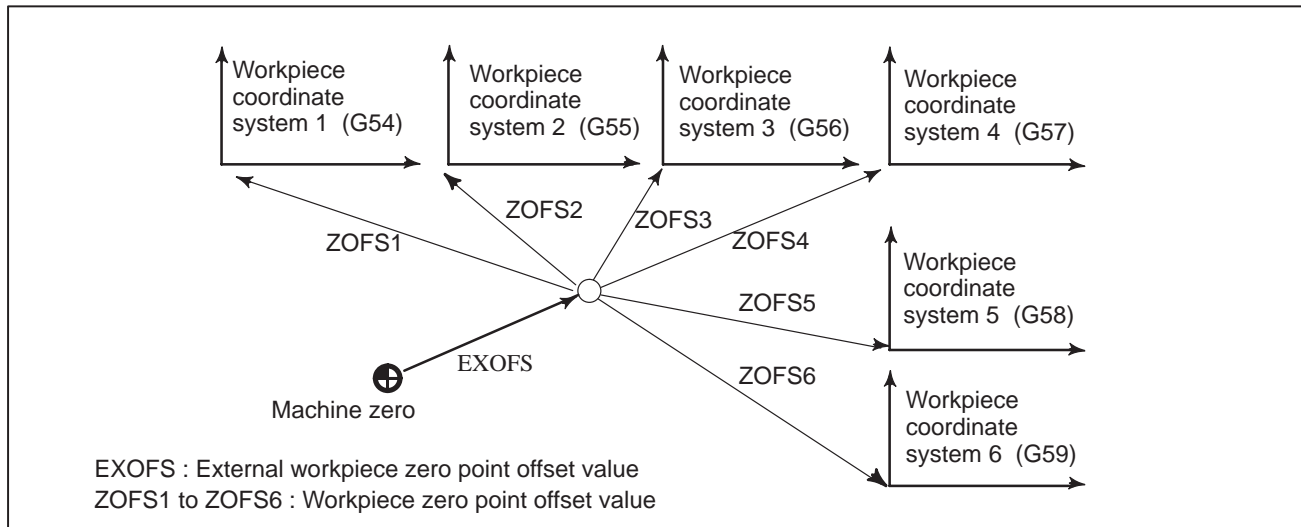 Workpiece
coordinate
system 1 (G54)
Workpiece
coordinate
system 2 (G55)
Workpiece
coordinate
system 3 (G56)
Workpiece
coordinate
system 4 (G57)
ZOFS1
ZOFS2
ZOFS3
ZOFS4
ZOFS5
Workpiece
coordinate
system 5 (G58)
EXOFS
ZOFS6
Machine zero
Workpiece
coordinate
system 6 (G59)
EXOFS : External workpiece zero point offset value
ZOFS1 to ZOFS6 : Workpiece zero point offset value